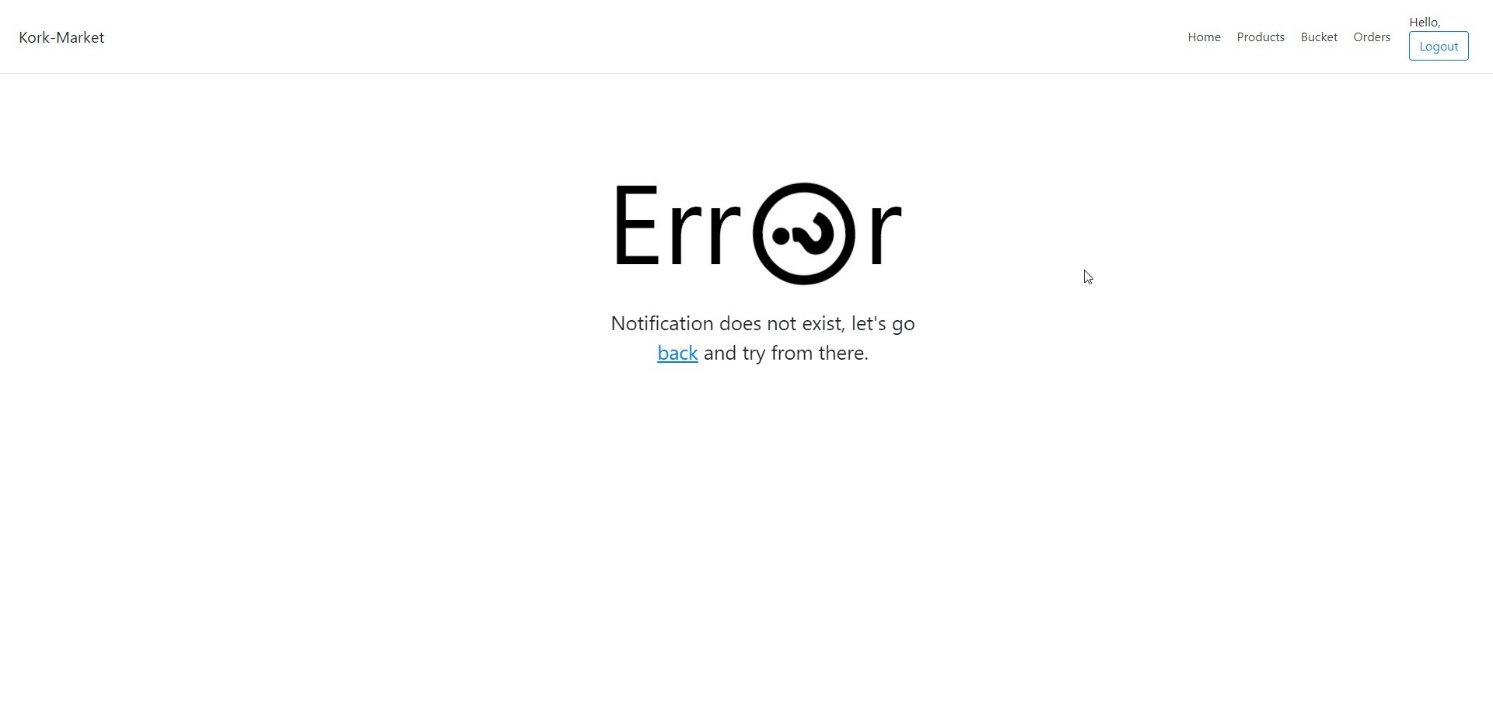 Kork-Market
Home Products Bucket Orders
Hello,
Logout
Err?r
Notification does not exist, let's go
back and try from there.